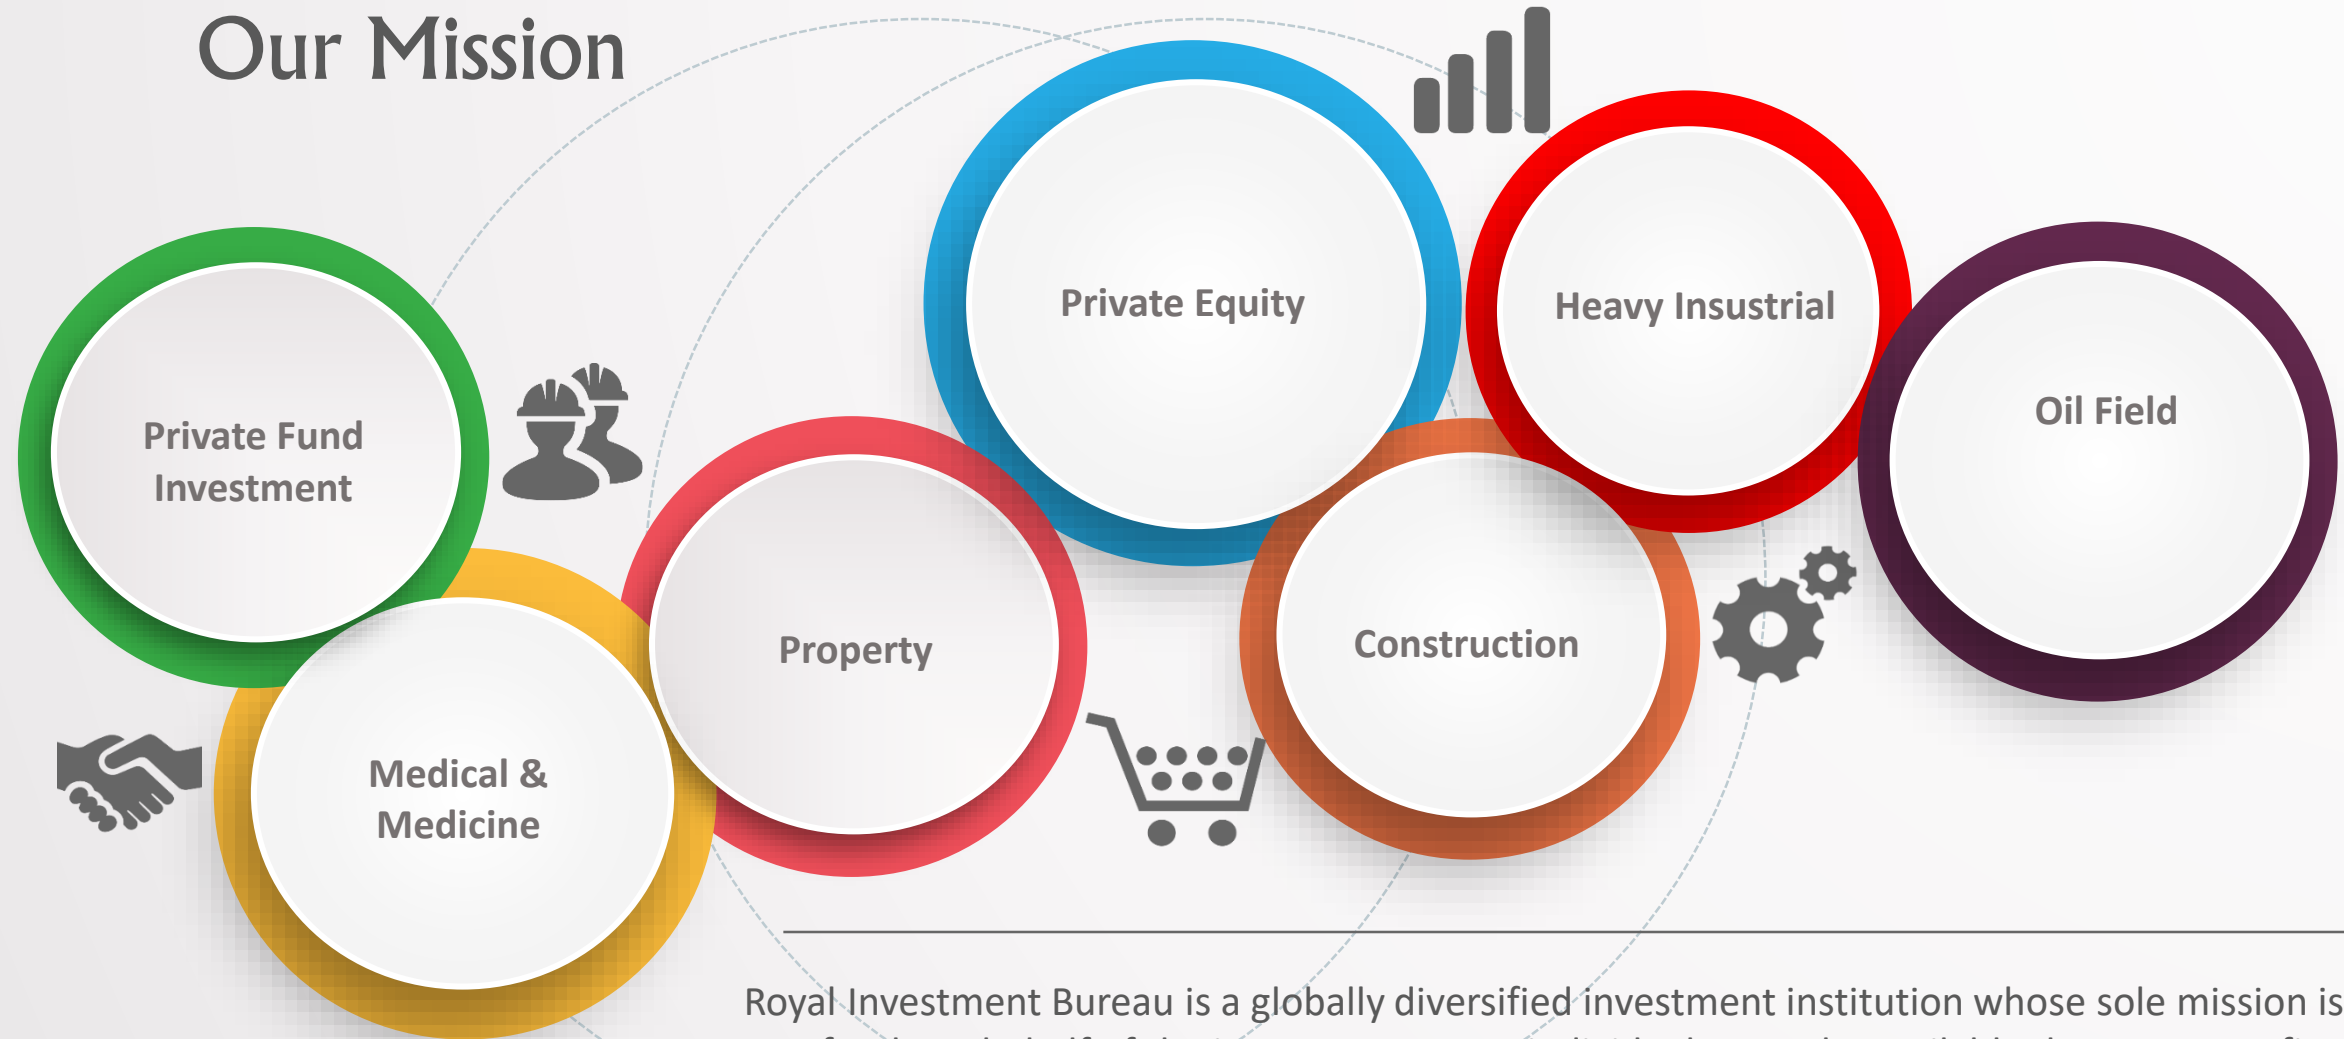 Our Mission
Private Equity
Heavy Insustrial
Oil Field
Private Fund
Investment
Property
Construction
Medical &
Medicine
Royal Investment Bureau is a globally diversified investment institution whose sole mission is